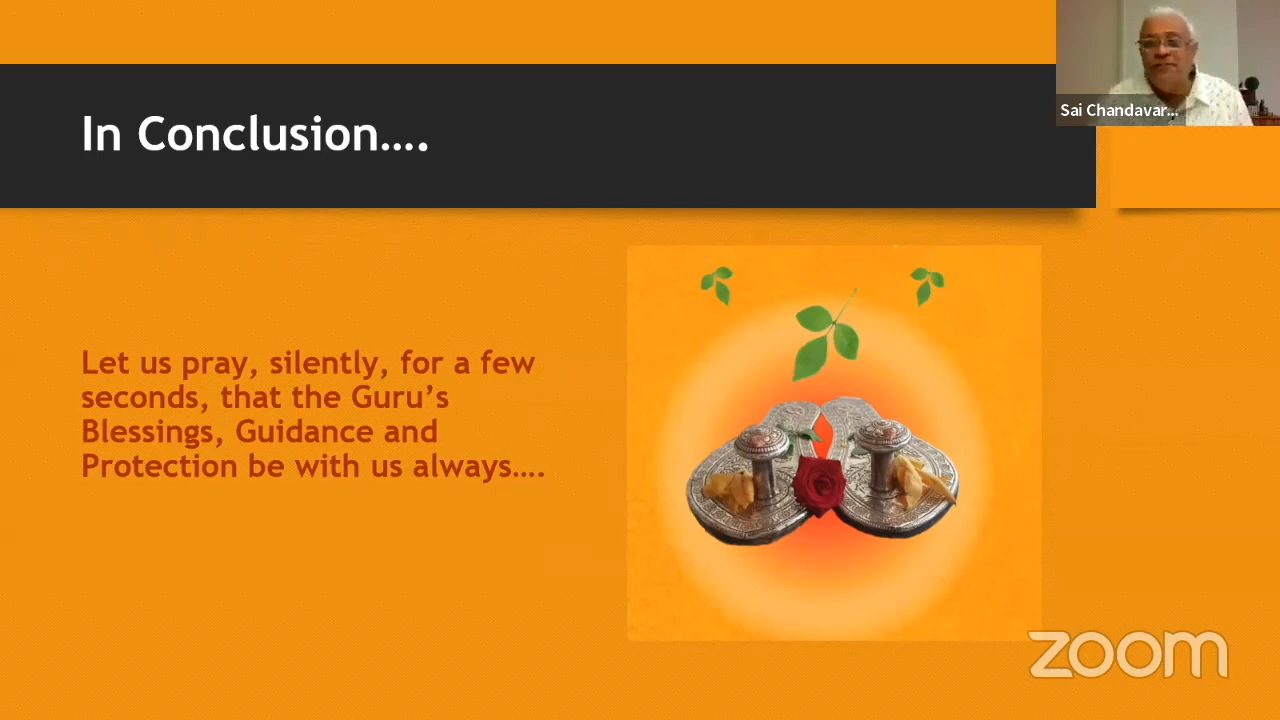 In Conclusion....
Sai Chandavar...
Let us pray, silently, for a few
seconds, that the Guru’s
Blessings, Guidance and
Protection be with us always....
zoom